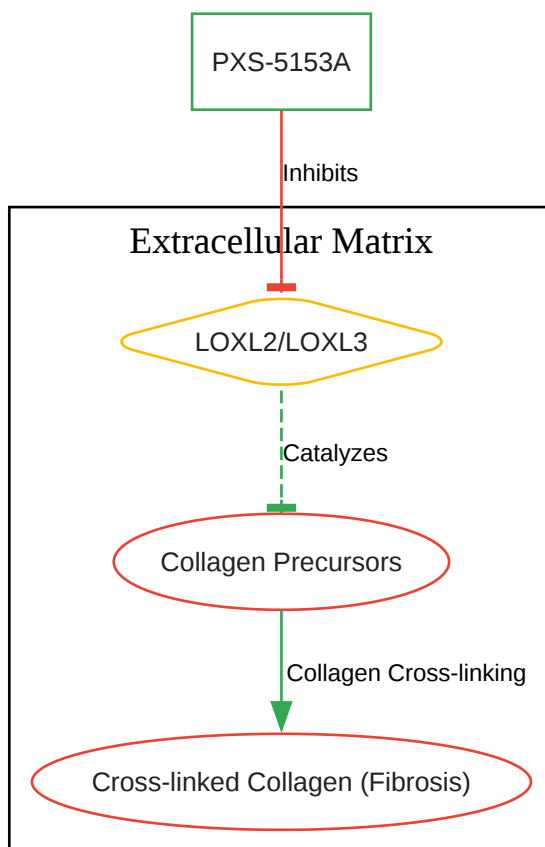 PXS-5153A
Inhibits
Extracellular Matrix
LOXL2/LOXL3
Catalyzes
Collagen Precursors
Collagen Cross-linking
Cross-linked Collagen (Fibrosis)